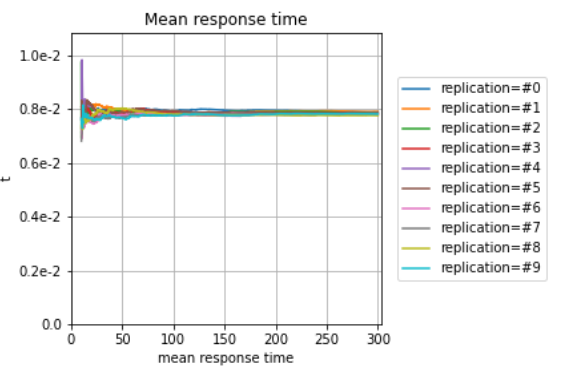 Mean response time
1.0e-2
0.8e-2
0.6e-2
0.4e-2
0.2e-2
0.0
t
0 50 100 150 200 250 300
mean response time
replication=#0
replication=#1
replication=#2
replication=#3
replication=#4
replication=#5
replication=#6
replication=#7
replication=#8
replication=#9